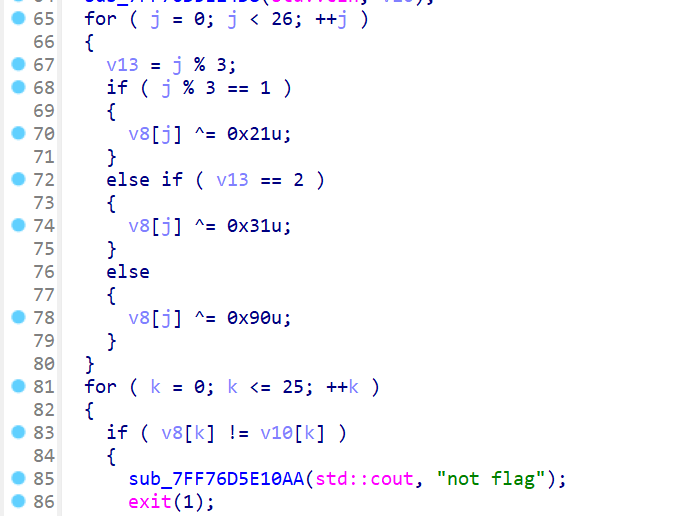 65 for ( j = 0; j < 26; ++j )
66 {
67 v13 = j % 3;
68 if ( j % 3 == 1 )
69 {
70 v8[j] ^= 0x21u;
71 }
72 else if ( v13 == 2 )
73 {
74 v8[j] ^= 0x31u;
75 }
76 else
77 {
78 v8[j] ^= 0x90u;
79 }
80 }
81 for ( k = 0; k <= 25; ++k )
82 {
83 if ( v8[k] != v10[k] )
84 {
85 sub_7FF76D5E10AA(std::cout, "not flag");
86 exit(1);